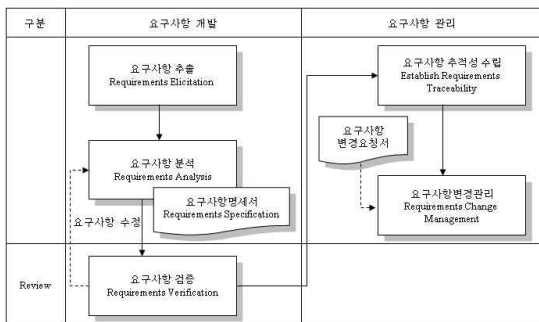 구분
요구사항 개발
요구사항 관리
요구사항 추출
Requirements Elicitation
요구사항 추적성 수립
Establish Requirements
Traceability
요구사항
변경요청서
요구사항 분석
Requirements Analysis
요구사항명세서
Requirements Specification
요구사항변경관리
Requirements Change
Management
요구사항 수정
Review
요구사항 검증
Requirements Verification